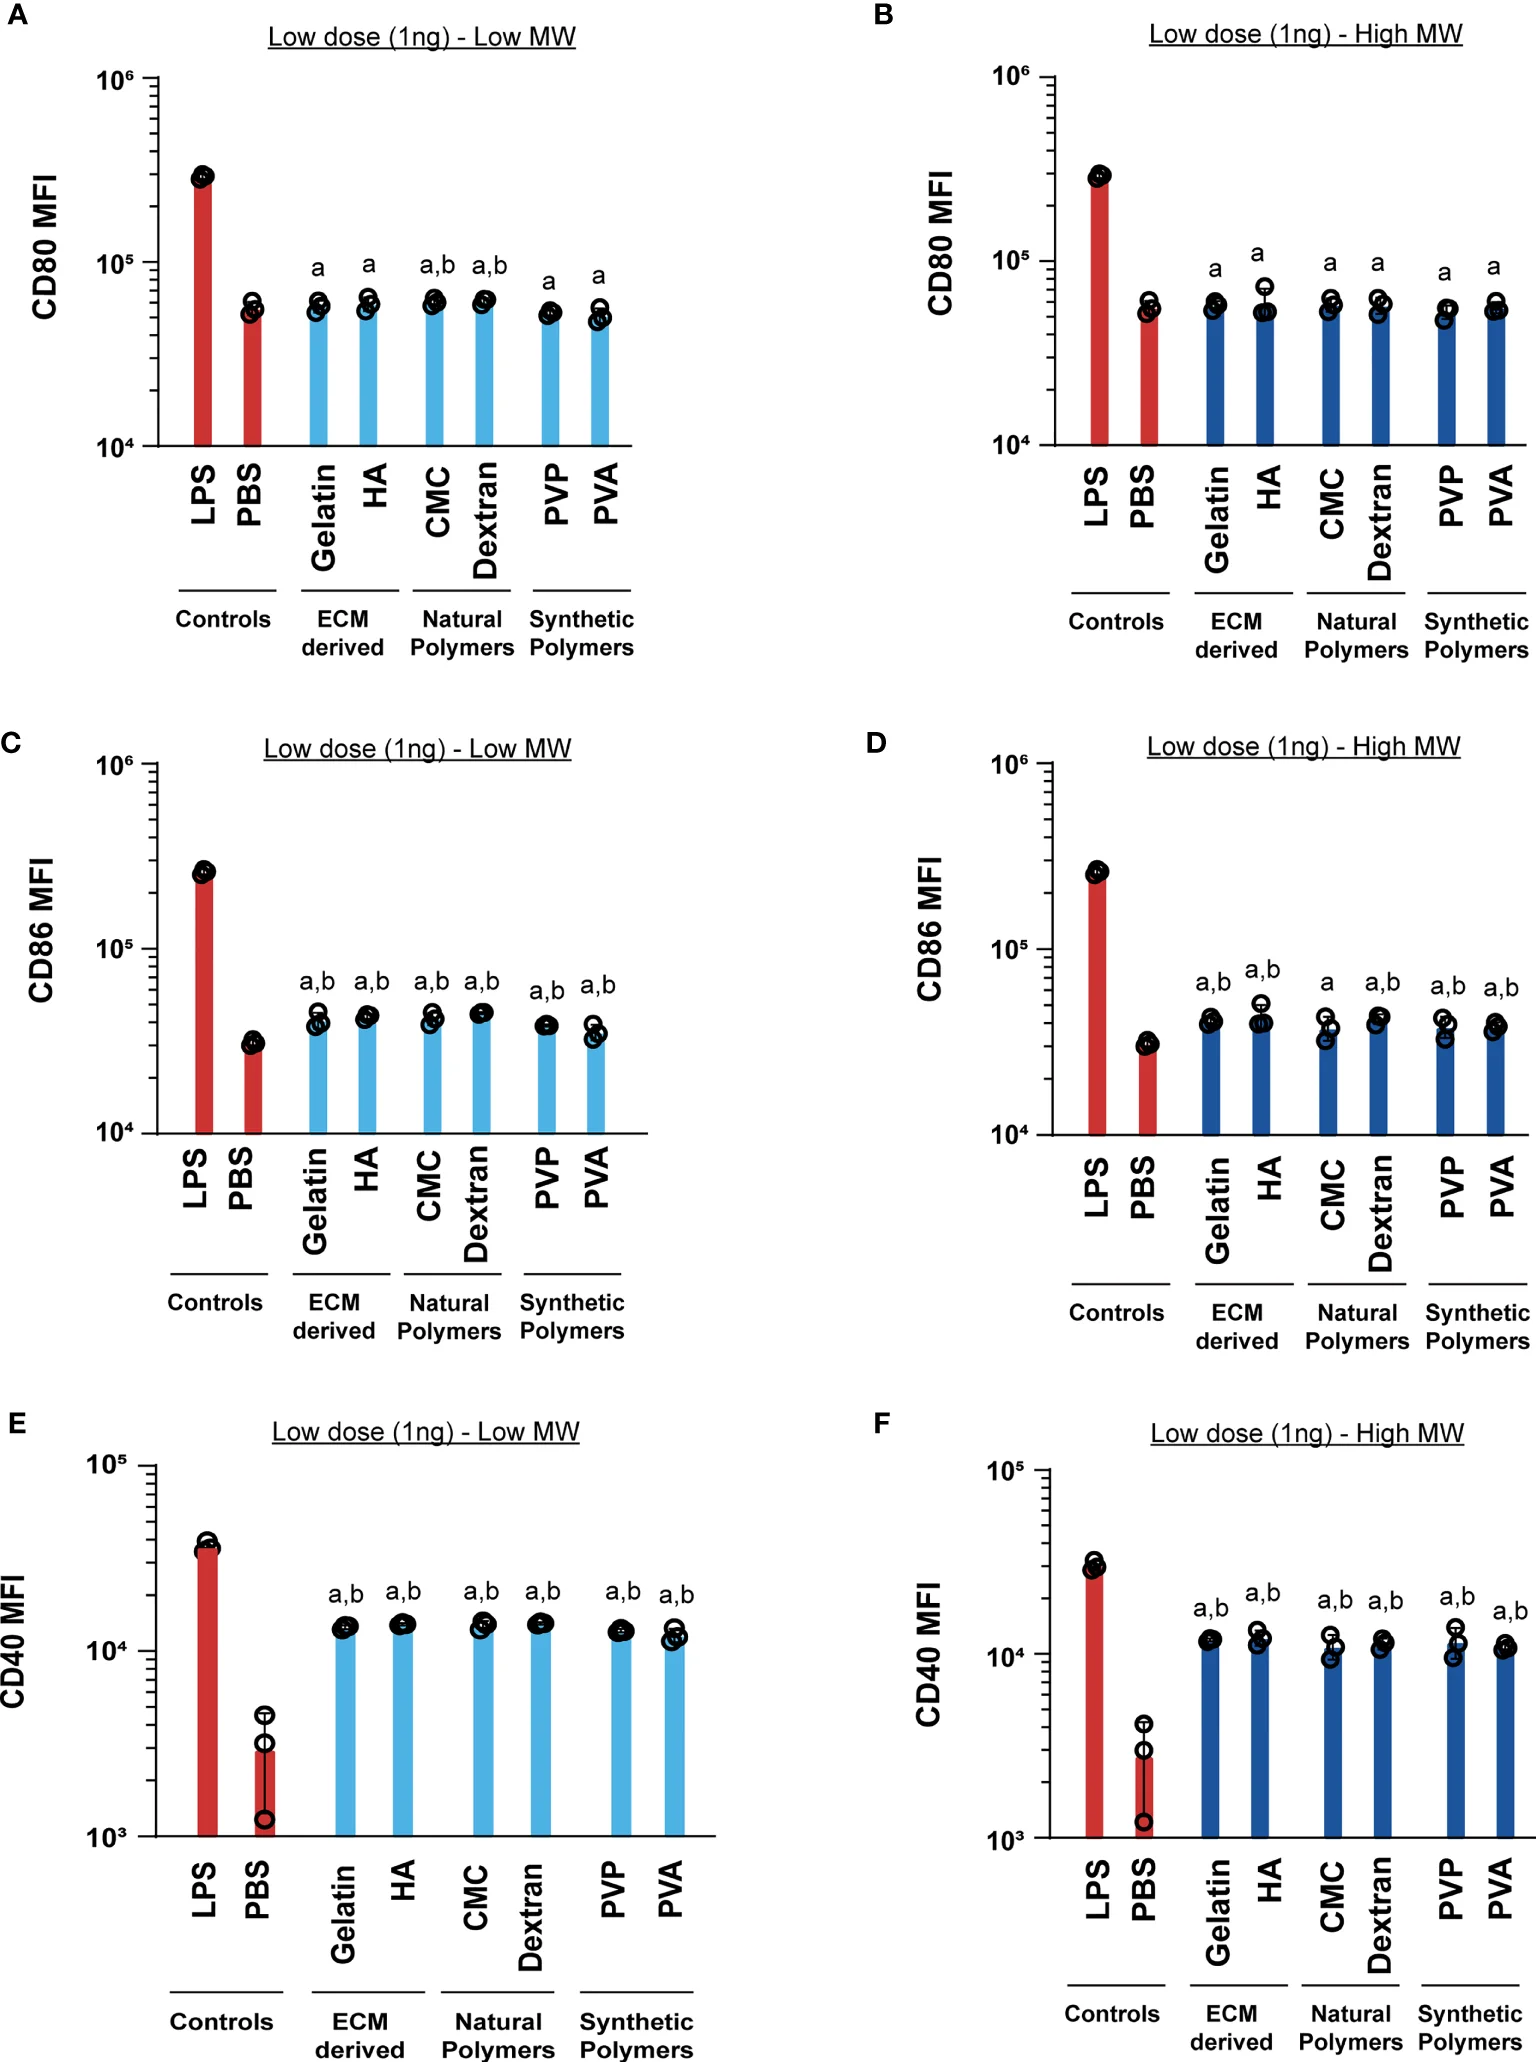 A
Low dose (1ng) - Low MW
CD80 MFI
10⁶
10⁵
10⁴
a
a
a,b
a,b
a
a
LPS
PBS
Gelatin
HA
CMC
Dextran
PVP
PVA
Controls
ECM
derived
Natural
Polymers
Synthetic
Polymers
B
Low dose (1ng) - High MW
CD80 MFI
10⁶
10⁵
10⁴
a
a
a
a
a
a
LPS
PBS
Gelatin
HA
CMC
Dextran
PVP
PVA
Controls
ECM
derived
Natural
Polymers
Synthetic
Polymers
C
Low dose (1ng) - Low MW
CD86 MFI
10⁶
10⁵
10⁴
a,b
a,b
a,b
a,b
a,b
a,b
LPS
PBS
Gelatin
HA
CMC
Dextran
PVP
PVA
Controls
ECM
derived
Natural
Polymers
Synthetic
Polymers
D
Low dose (1ng) - High MW
CD86 MFI
10⁶
10⁵
10⁴
a,b
a,b
a
a,b
a,b
a,b
LPS
PBS
Gelatin
HA
CMC
Dextran
PVP
PVA
Controls
ECM
derived
Natural
Polymers
Synthetic
Polymers
E
Low dose (1ng) - Low MW
CD40 MFI
10⁵
10⁴
10³
a,b
a,b
a,b
a,b
a,b
a,b
LPS
PBS
Gelatin
HA
CMC
Dextran
PVP
PVA
Controls
ECM
derived
Natural
Polymers
Synthetic
Polymers
F
Low dose (1ng) - High MW
CD40 MFI
10⁵
10⁴
10³
a,b
a,b
a,b
a,b
a,b
a,b
LPS
PBS
Gelatin
HA
CMC
Dextran
PVP
PVA
Controls
ECM
derived
Natural
Polymers
Synthetic
Polymers